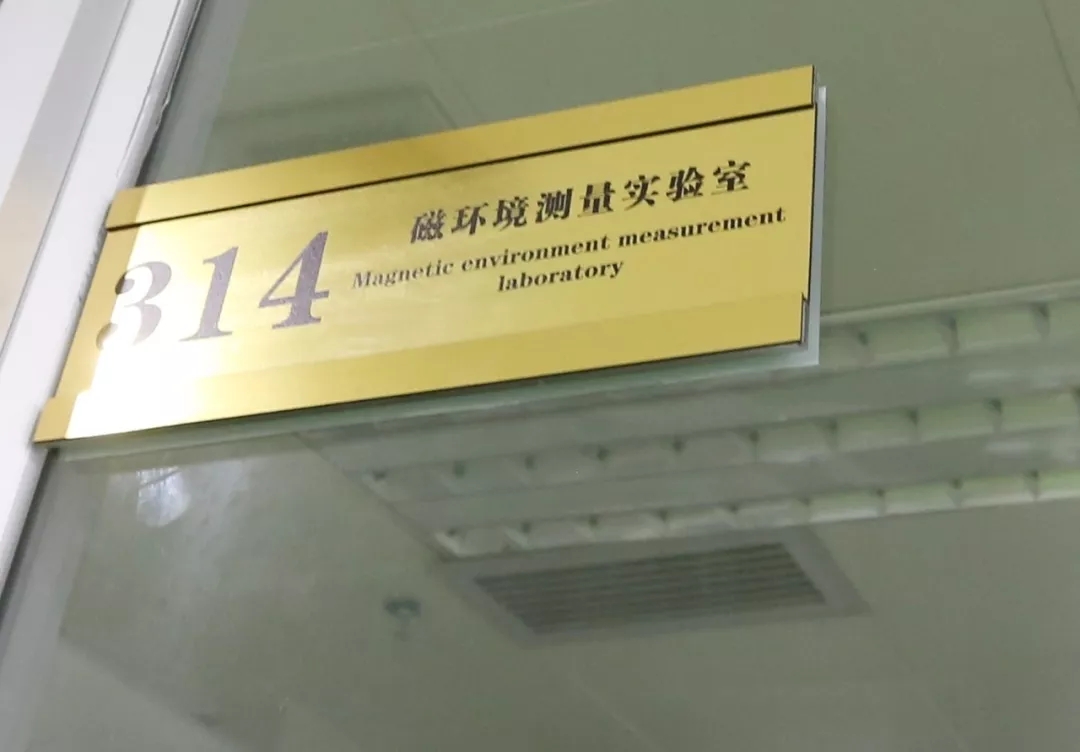 314
磁环境测量实验室
Magnetic environment measurement
laboratory